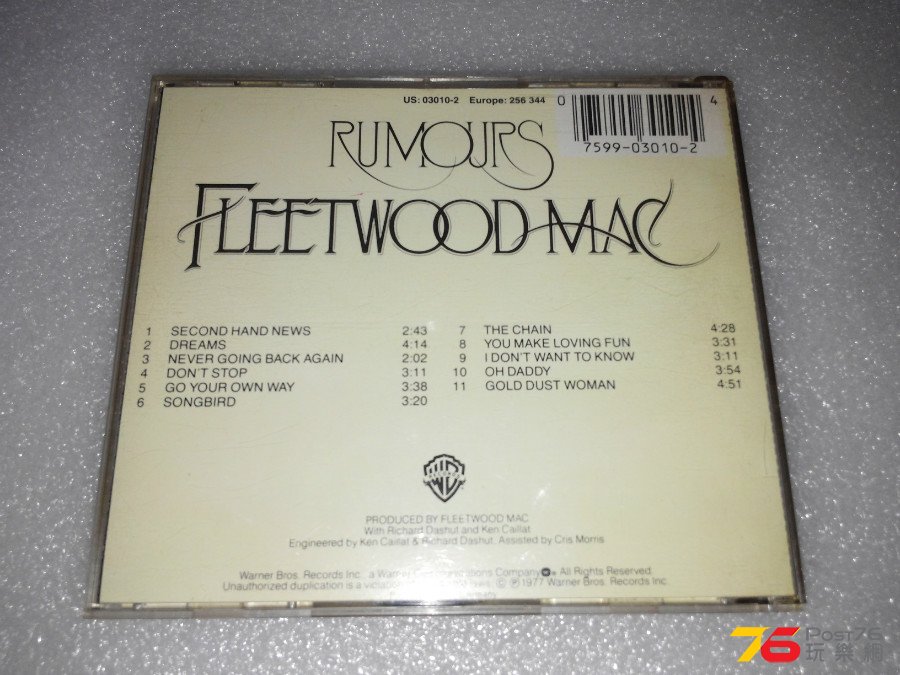 US: 03010-2 Europe: 256 344
0 4
7599-03010-2
RUMOURS
FLEETWOOD MAC
1 SECOND HAND NEWS 2:43
2 DREAMS 4:14
3 NEVER GOING BACK AGAIN 2:02
4 DON'T STOP 3:11
5 GO YOUR OWN WAY 3:38
6 SONGBIRD 3:20
7 THE CHAIN 4:28
8 YOU MAKE LOVING FUN 3:31
9 I DON'T WANT TO KNOW 3:11
10 OH DADDY 3:54
11 GOLD DUST WOMAN 4:51
WB
RECORDS
PRODUCED BY FLEETWOOD MAC
With Richard Dashut and Ken Caillat
Engineered by Ken Caillat & Richard Dashut. Assisted by Cris Morris
Warner Bros. Records Inc., a Warner Communications Company. All Rights Reserved.
Unauthorized duplication is a violation of laws. © ℗ 1977 Warner Bros. Records Inc.
76 Post76
玩樂網